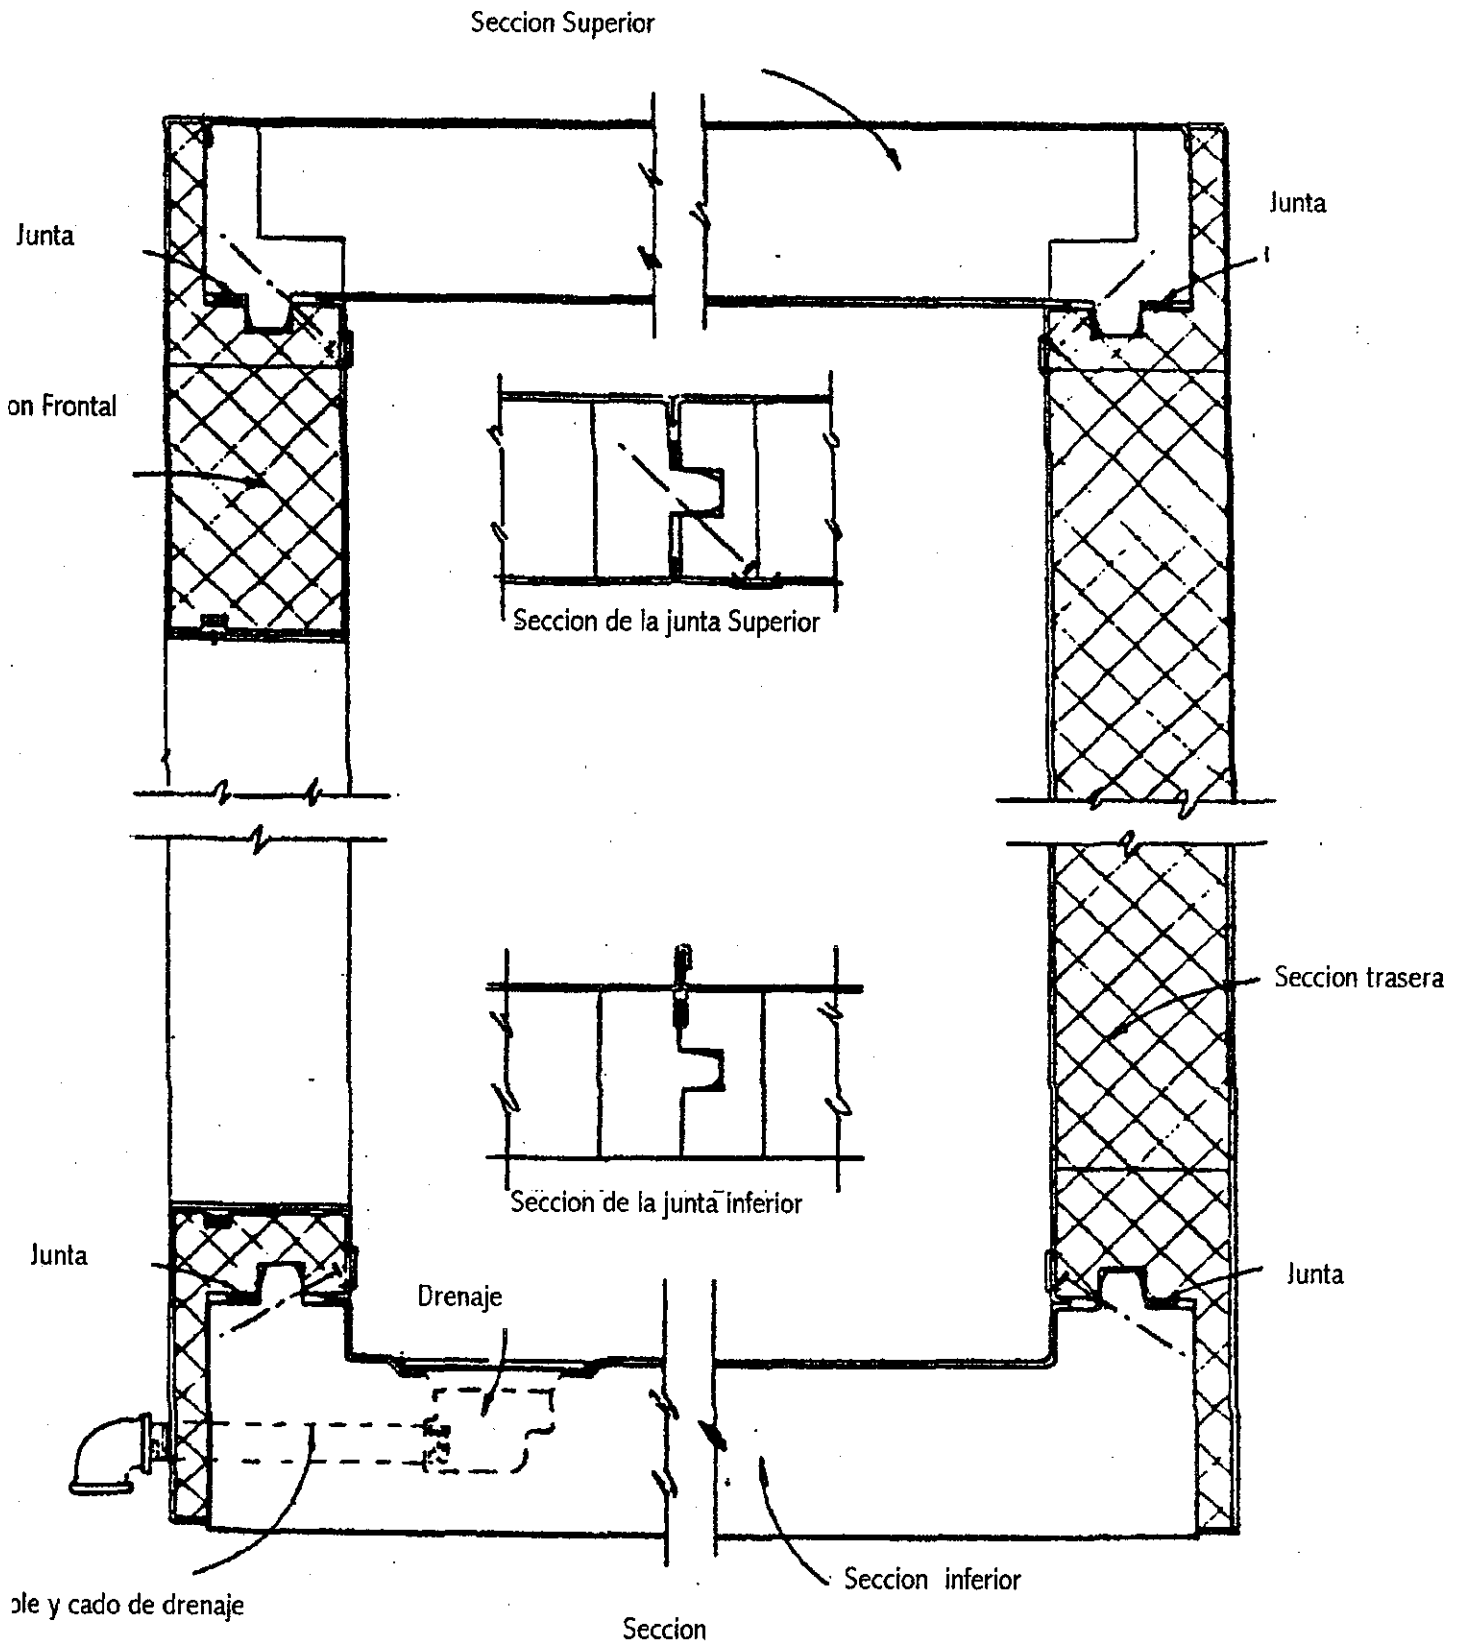 Seccion Superior
Junta
Junta
on Frontal
Seccion de la junta Superior
Seccion trasera
Seccion de la junta inferior
Junta
Junta
Drenaje
Seccion inferior
ole y cado de drenaje
Seccion